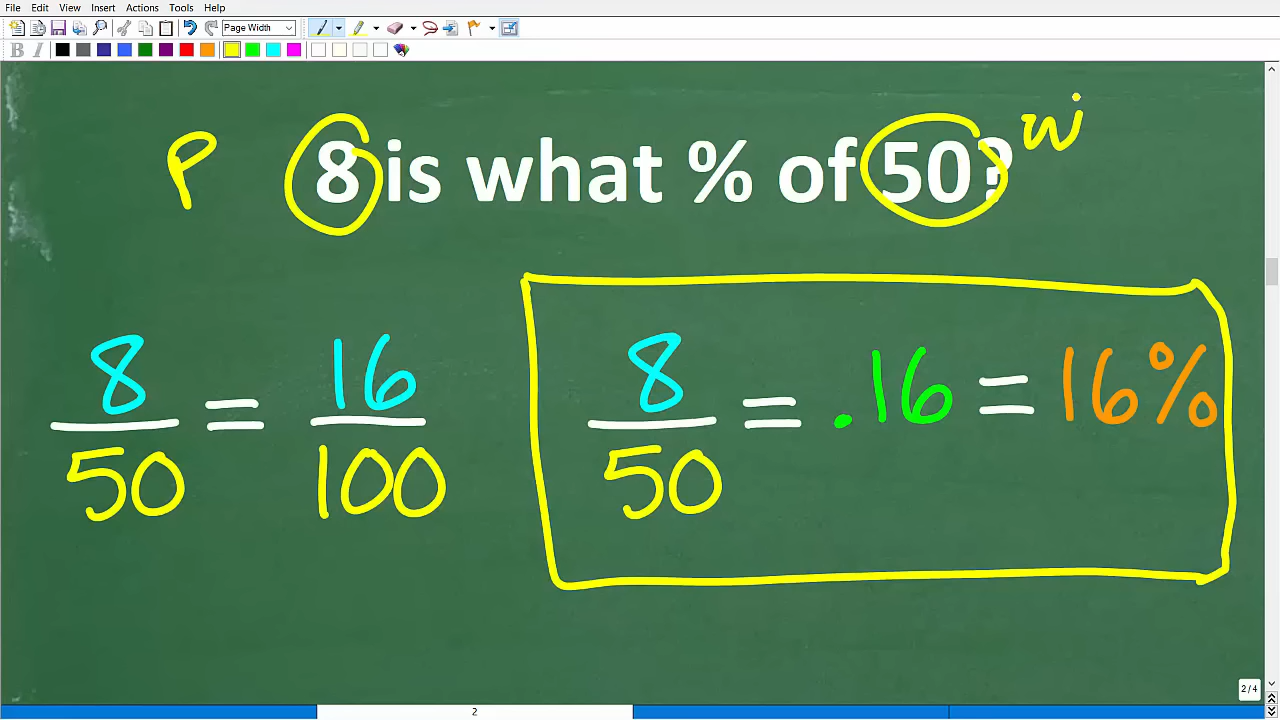 File Edit View Insert Actions Tools Help
Page Width
B I
P 8 is what % of 50? w
8/50 = 16/100
8/50 = .16 = 16%
2 / 4
2